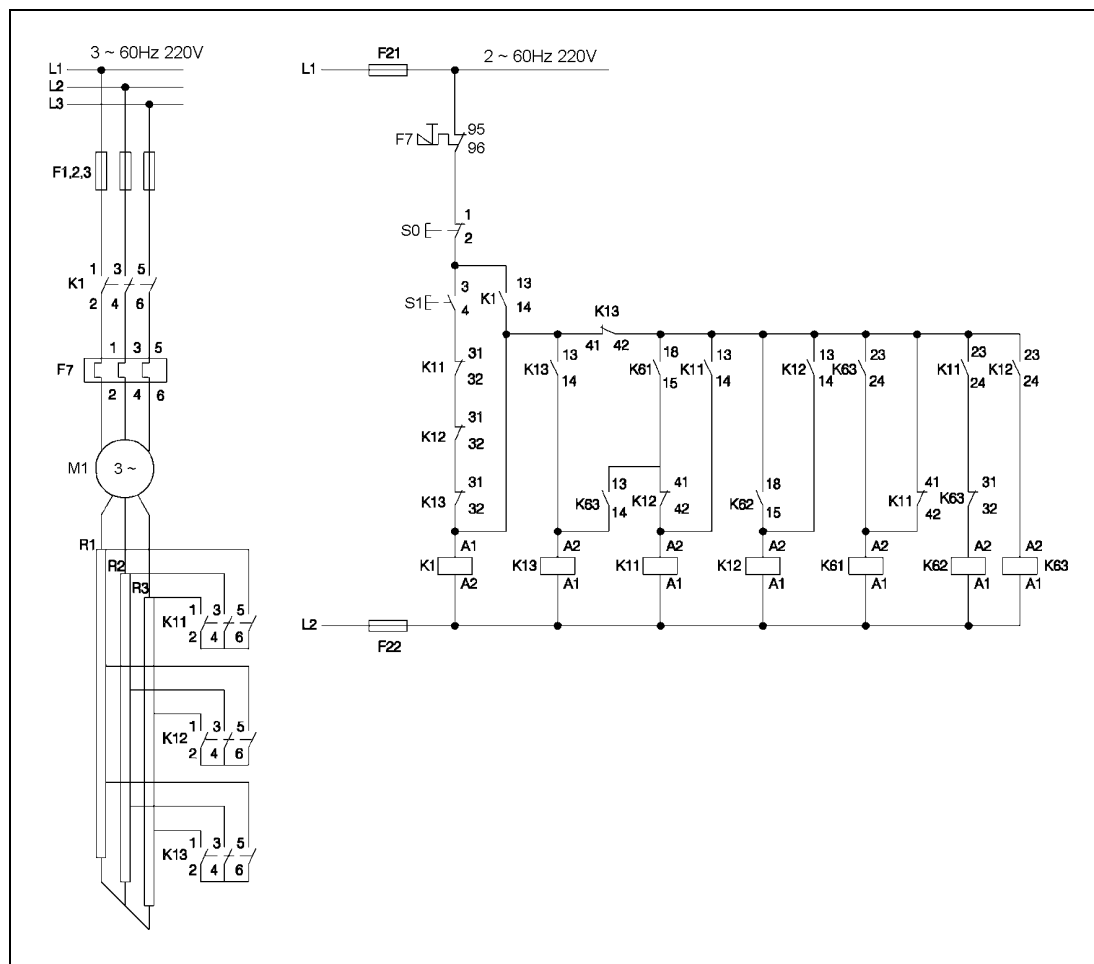 3 ~ 60Hz 220V
L1
L2
L3
F1,2,3
1 3 5
K1
2 4 6
1 3 5
F7
2 4 6
M1 3 ~
R1
R2
R3
1 3 5
K11
2 4 6
1 3 5
K12
2 4 6
1 3 5
K13
2 4 6
F21 2 ~ 60Hz 220V
L1
95
F7
96
1
S0
2
3 13
S1 K1
4 14
K13
41 42
31 13 18 13 13 23 23 23
K11 K13 K61 K11 K12 K63 K11 K12
32 14 15 14 14 24 24 24
31
K12
32
31 13 41 18 41 31
K13 K63 K12 K62 K11 K63
32 14 42 15 42 32
A1 A2 A2 A2 A2 A2 A2
K1 K13 K11 K12 K61 K62 K63
A2 A1 A1 A1 A1 A1 A1
L2
F22